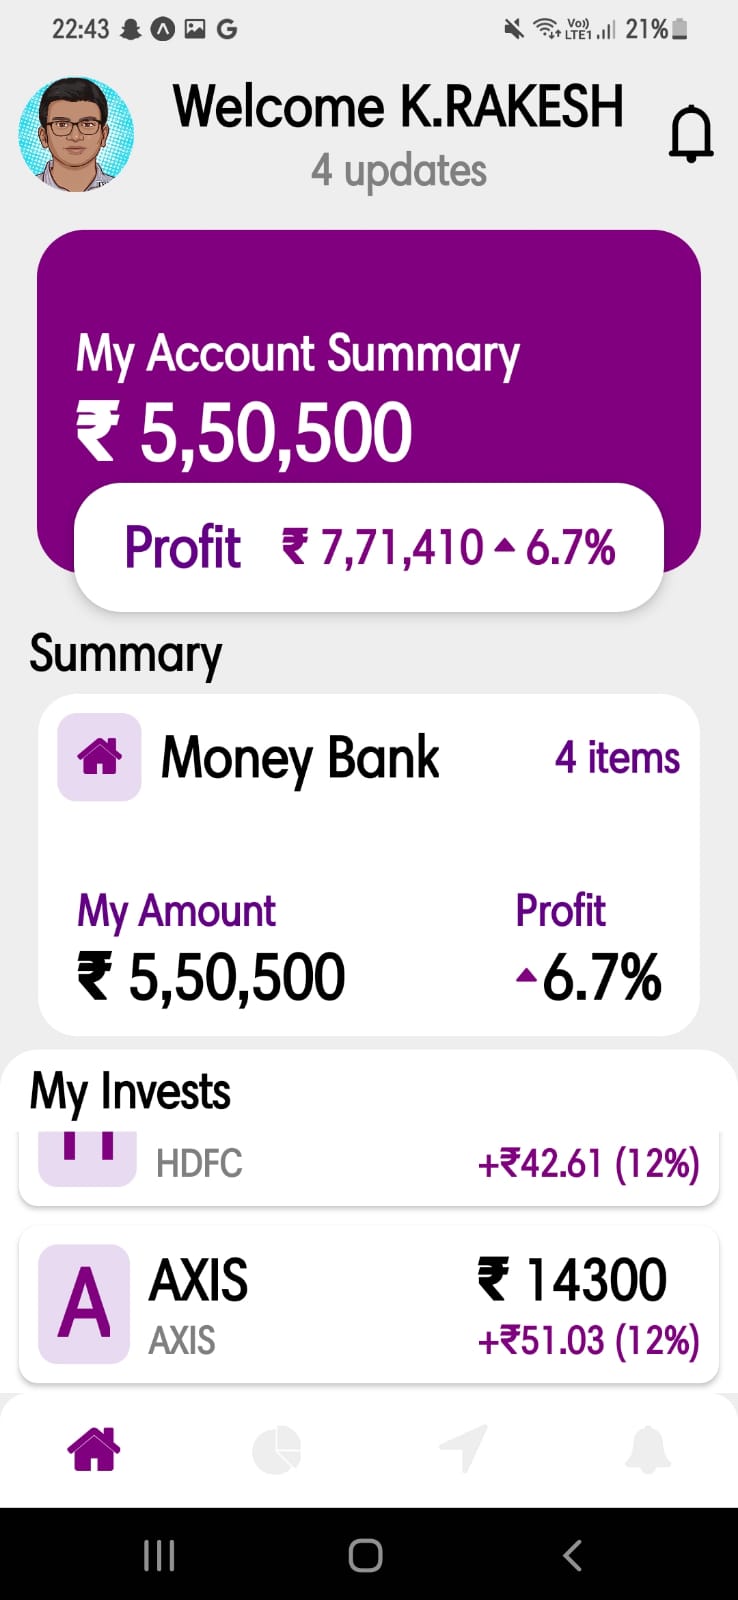 22:43 G Vo) LTE1 21%
Welcome K.RAKESH
4 updates
My Account Summary
₹ 5,50,500
Profit ₹ 7,71,410 6.7%
Summary
Money Bank 4 items
My Amount Profit
₹ 5,50,500 6.7%
My Invests
HDFC +₹42.61 (12%)
A AXIS ₹ 14300
AXIS +₹51.03 (12%)